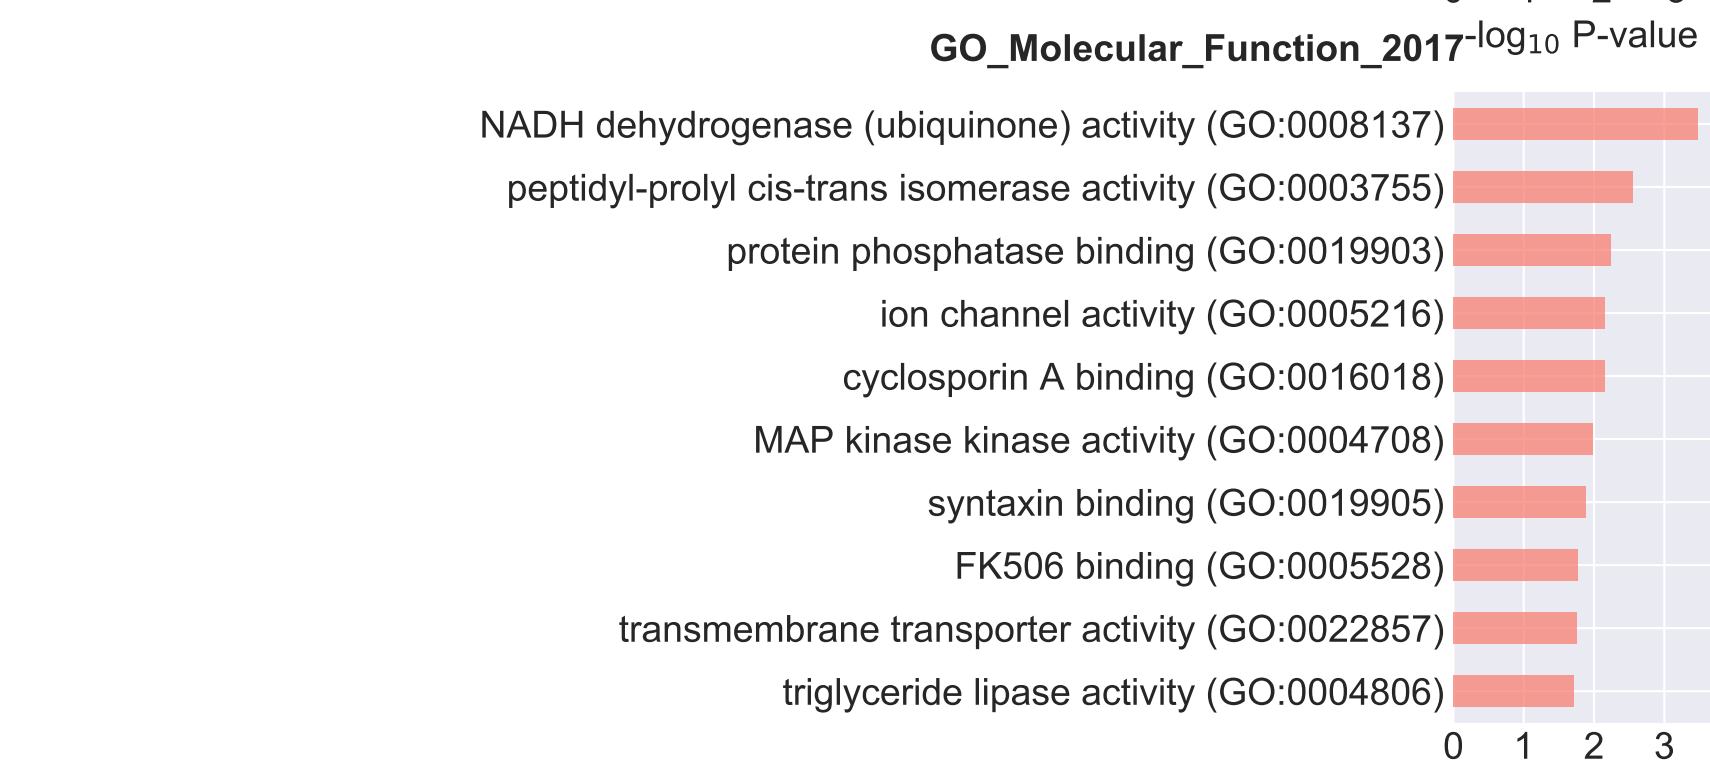 -log10 P-value
GO_Molecular_Function_2017
NADH dehydrogenase (ubiquinone) activity (GO:0008137)
peptidyl-prolyl cis-trans isomerase activity (GO:0003755)
protein phosphatase binding (GO:0019903)
ion channel activity (GO:0005216)
cyclosporin A binding (GO:0016018)
MAP kinase kinase activity (GO:0004708)
syntaxin binding (GO:0019905)
FK506 binding (GO:0005528)
transmembrane transporter activity (GO:0022857)
triglyceride lipase activity (GO:0004806)
0 1 2 3